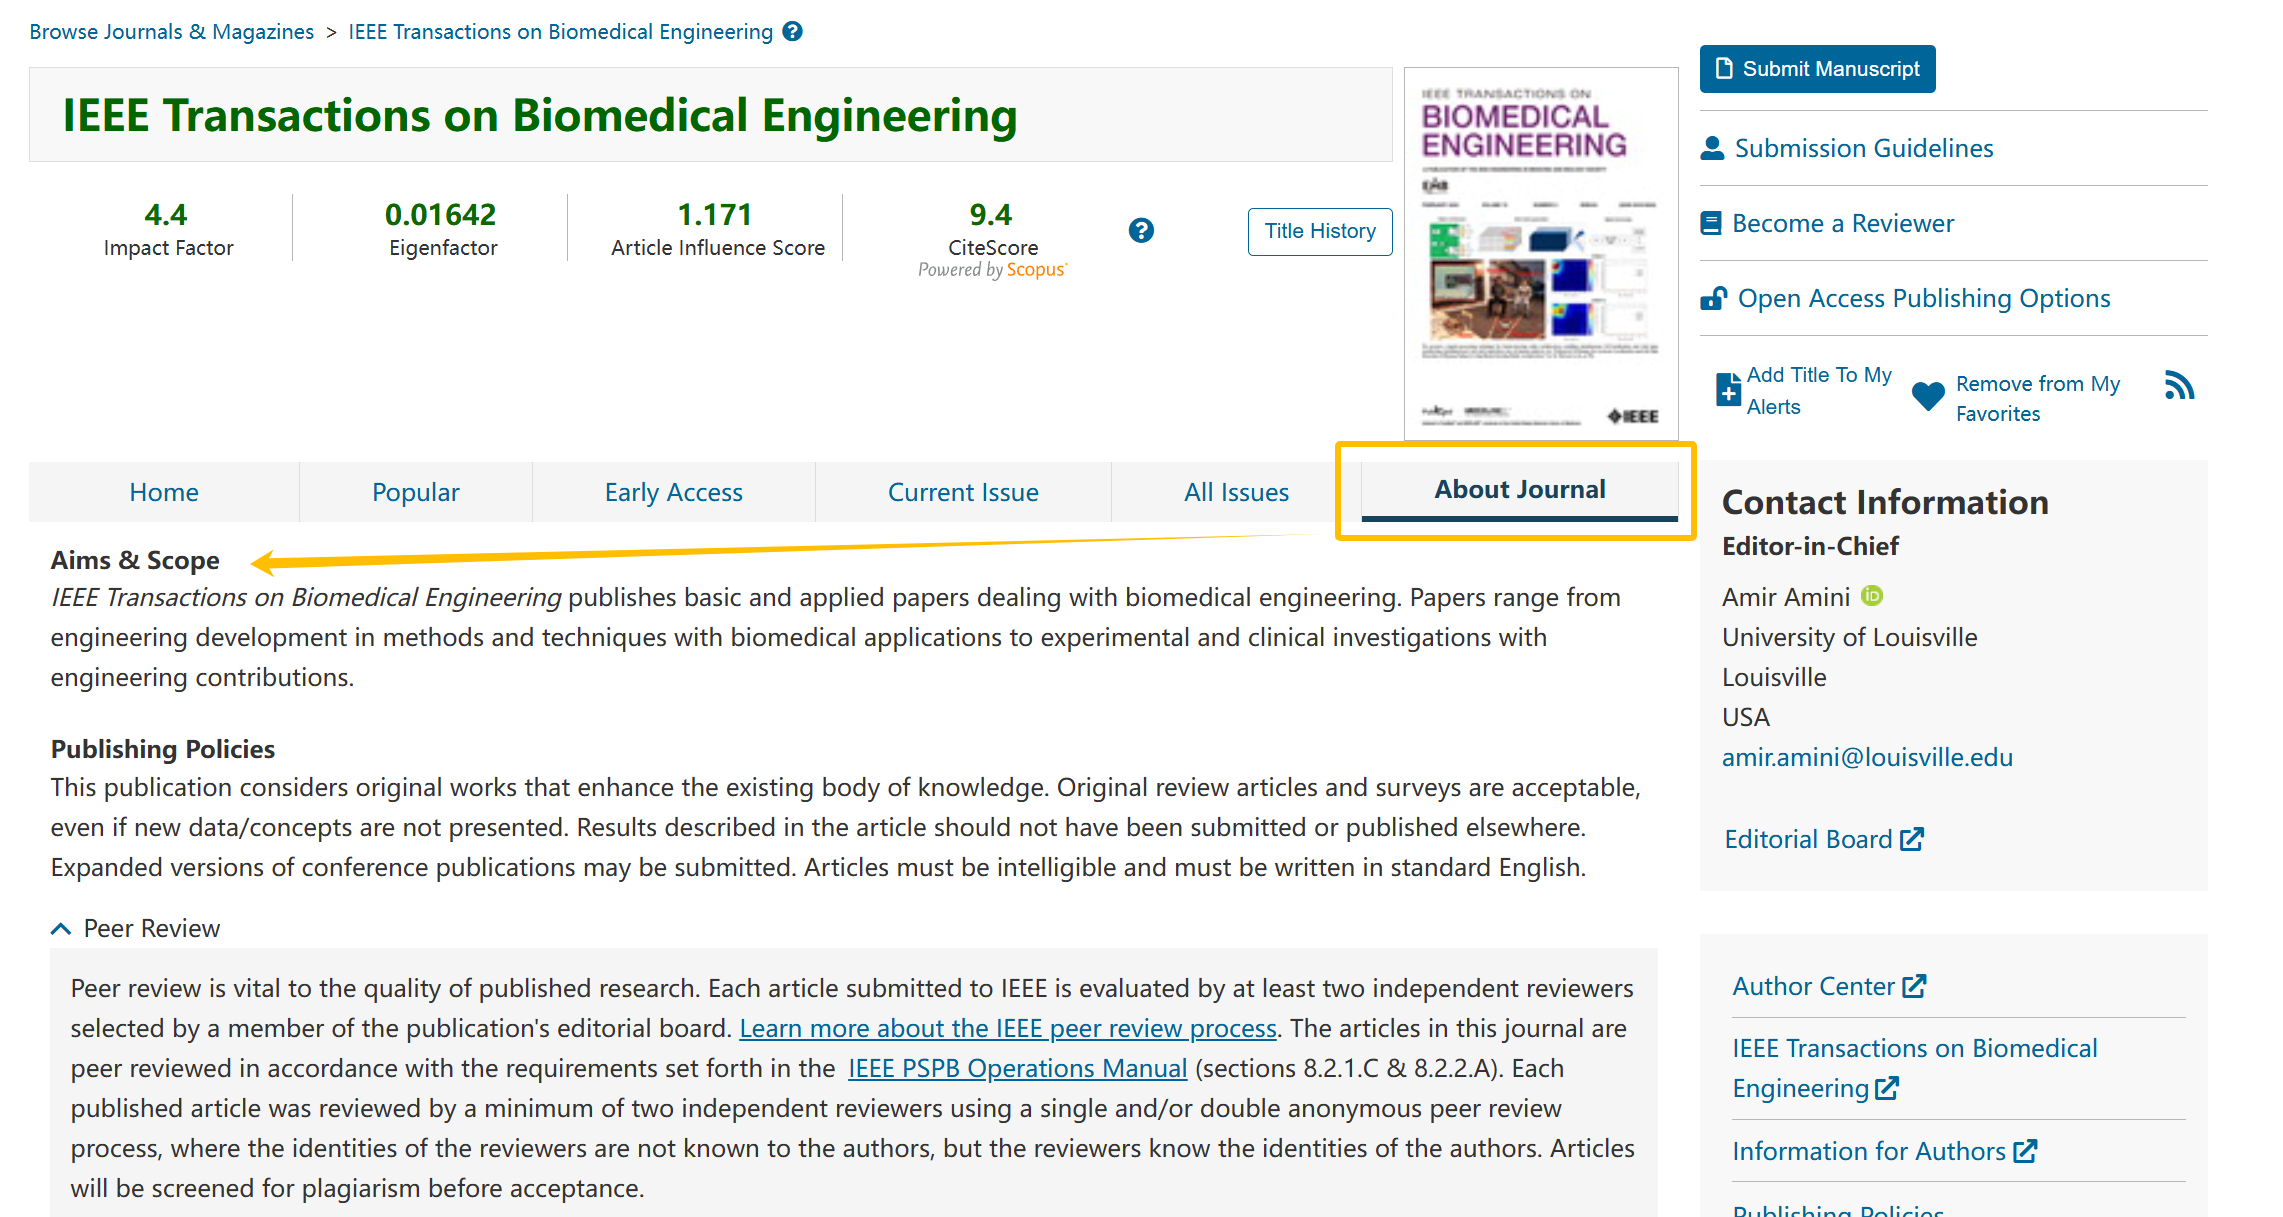 Browse Journals & Magazines > IEEE Transactions on Biomedical Engineering ?
IEEE Transactions on Biomedical Engineering
4.4
Impact Factor
0.01642
Eigenfactor
1.171
Article Influence Score
9.4
CiteScore
Powered by Scopus
?
Title History
IEEE TRANSACTIONS ON
BIOMEDICAL
ENGINEERING
EMB
IEEE
Submit Manuscript
Submission Guidelines
Become a Reviewer
Open Access Publishing Options
Add Title To My
Alerts
Remove from My
Favorites
Home
Popular
Early Access
Current Issue
All Issues
About Journal
Aims & Scope
IEEE Transactions on Biomedical Engineering publishes basic and applied papers dealing with biomedical engineering. Papers range from
engineering development in methods and techniques with biomedical applications to experimental and clinical investigations with
engineering contributions.
Publishing Policies
This publication considers original works that enhance the existing body of knowledge. Original review articles and surveys are acceptable,
even if new data/concepts are not presented. Results described in the article should not have been submitted or published elsewhere.
Expanded versions of conference publications may be submitted. Articles must be intelligible and must be written in standard English.
Peer Review
Peer review is vital to the quality of published research. Each article submitted to IEEE is evaluated by at least two independent reviewers
selected by a member of the publication's editorial board. Learn more about the IEEE peer review process. The articles in this journal are
peer reviewed in accordance with the requirements set forth in the IEEE PSPB Operations Manual (sections 8.2.1.C & 8.2.2.A). Each
published article was reviewed by a minimum of two independent reviewers using a single and/or double anonymous peer review
process, where the identities of the reviewers are not known to the authors, but the reviewers know the identities of the authors. Articles
will be screened for plagiarism before acceptance.
Contact Information
Editor-in-Chief
Amir Amini iD
University of Louisville
Louisville
USA
amir.amini@louisville.edu
Editorial Board
Author Center
IEEE Transactions on Biomedical
Engineering
Information for Authors
Publishing Policies